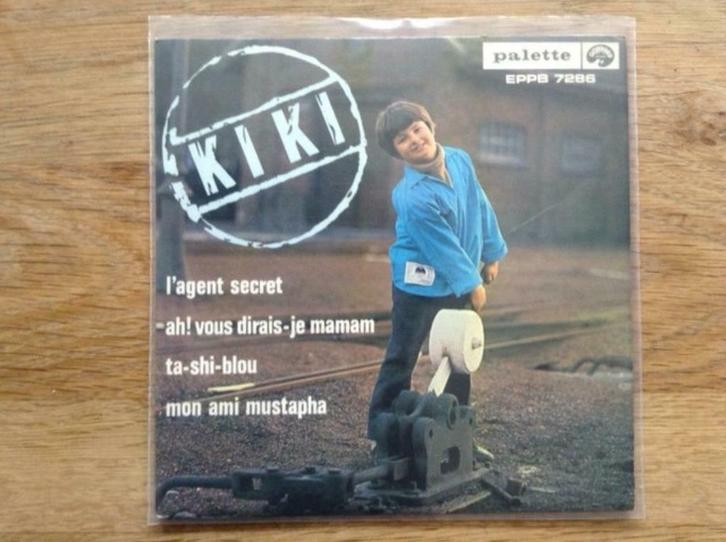 KIKI
palette
EPPB 7286
l'agent secret
ah! vous dirais-je mamam
ta-shi-blou
mon ami mustapha